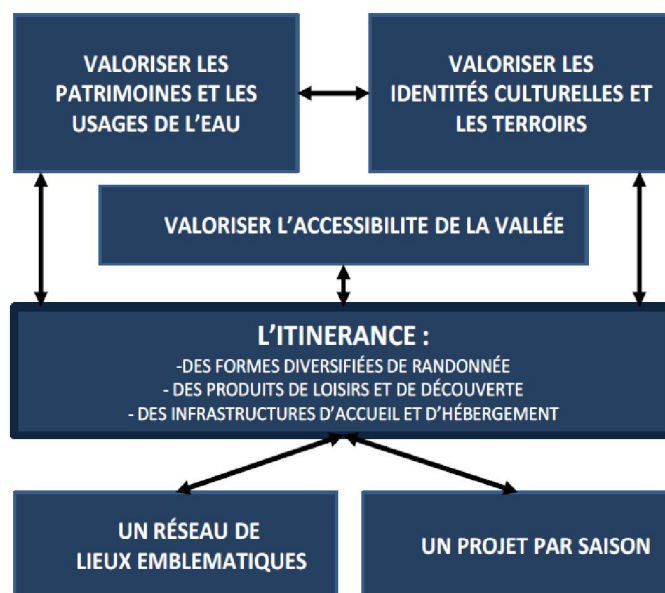 VALORISER LES
PATRIMOINES ET LES
USAGES DE L’EAU
VALORISER LES
IDENTITÉS CULTURELLES ET
LES TERROIRS
VALORISER L’ACCESSIBILITE DE LA VALLÉE
L’ITINERANCE :
-DES FORMES DIVERSIFIÉES DE RANDONNÉE
- DES PRODUITS DE LOISIRS ET DE DÉCOUVERTE
- DES INFRASTRUCTURES D’ACCUEIL ET D’HÉBERGEMENT
UN RÉSEAU DE
LIEUX EMBLEMATIQUES
UN PROJET PAR SAISON